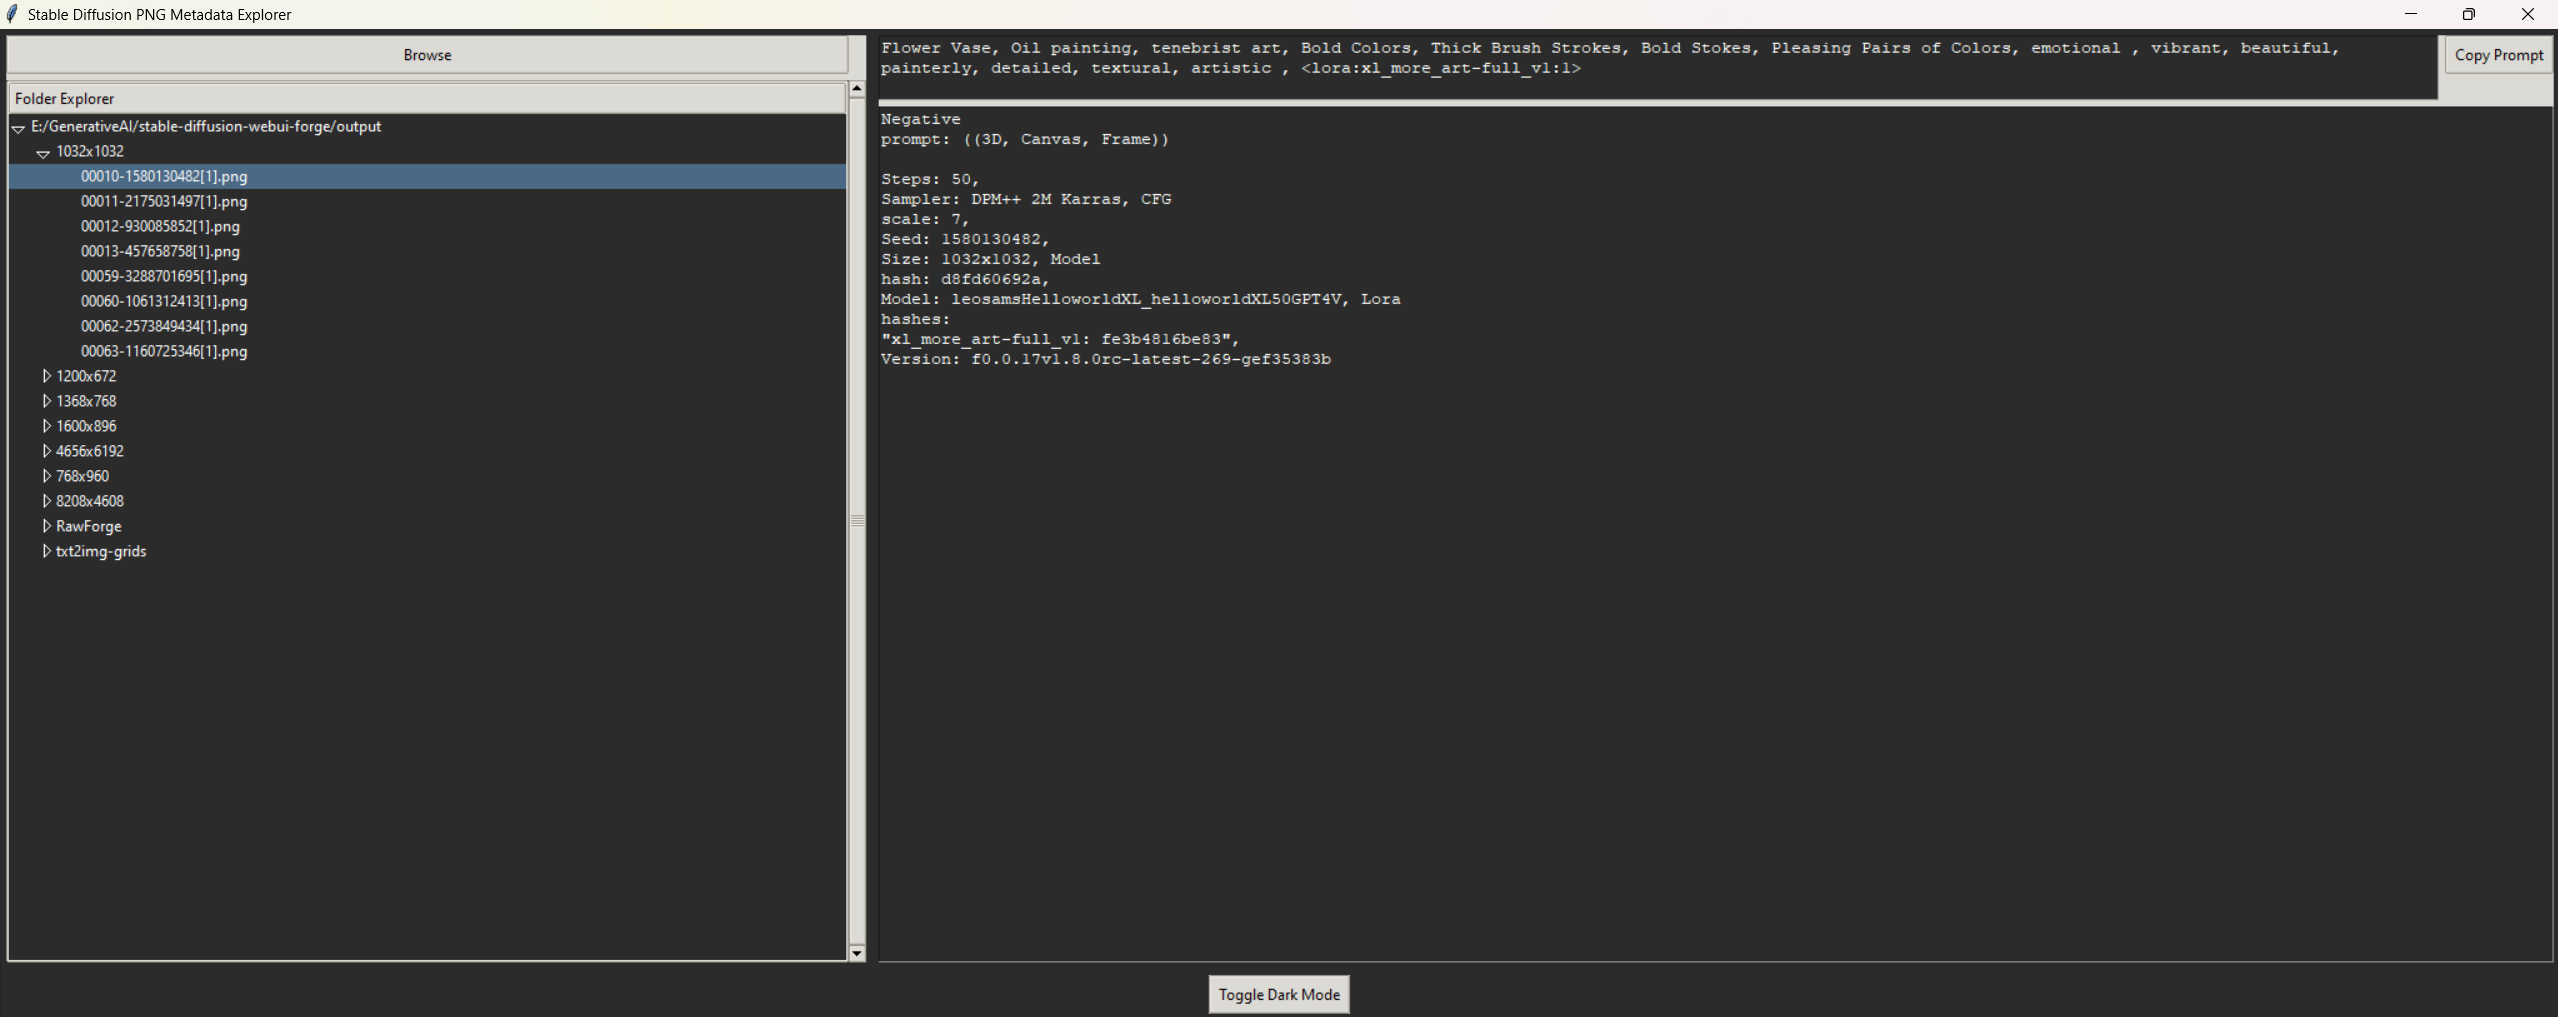 Stable Diffusion PNG Metadata Explorer
Browse
Folder Explorer
E:/GenerativeAI/stable-diffusion-webui-forge/output
1032x1032
00010-1580130482[1].png
00011-2175031497[1].png
00012-930085852[1].png
00013-457658758[1].png
00059-3288701695[1].png
00060-1061312413[1].png
00062-2573849434[1].png
00063-1160725346[1].png
1200x672
1368x768
1600x896
4656x6192
768x960
8208x4608
RawForge
txt2img-grids
Flower Vase, Oil painting, tenebrist art, Bold Colors, Thick Brush Strokes, Bold Stokes, Pleasing Pairs of Colors, emotional , vibrant, beautiful,
painterly, detailed, textural, artistic , <lora:xl_more_art-full_v1:1>
Copy Prompt
Negative
prompt: ((3D, Canvas, Frame))
Steps: 50,
Sampler: DPM++ 2M Karras, CFG
scale: 7,
Seed: 1580130482,
Size: 1032x1032, Model
hash: d8fd60692a,
Model: leosamsHelloworldXL_helloworldXL50GPT4V, Lora
hashes:
"xl_more_art-full_v1: fe3b4816be83",
Version: f0.0.17v1.8.0rc-latest-269-gef35383b
Toggle Dark Mode